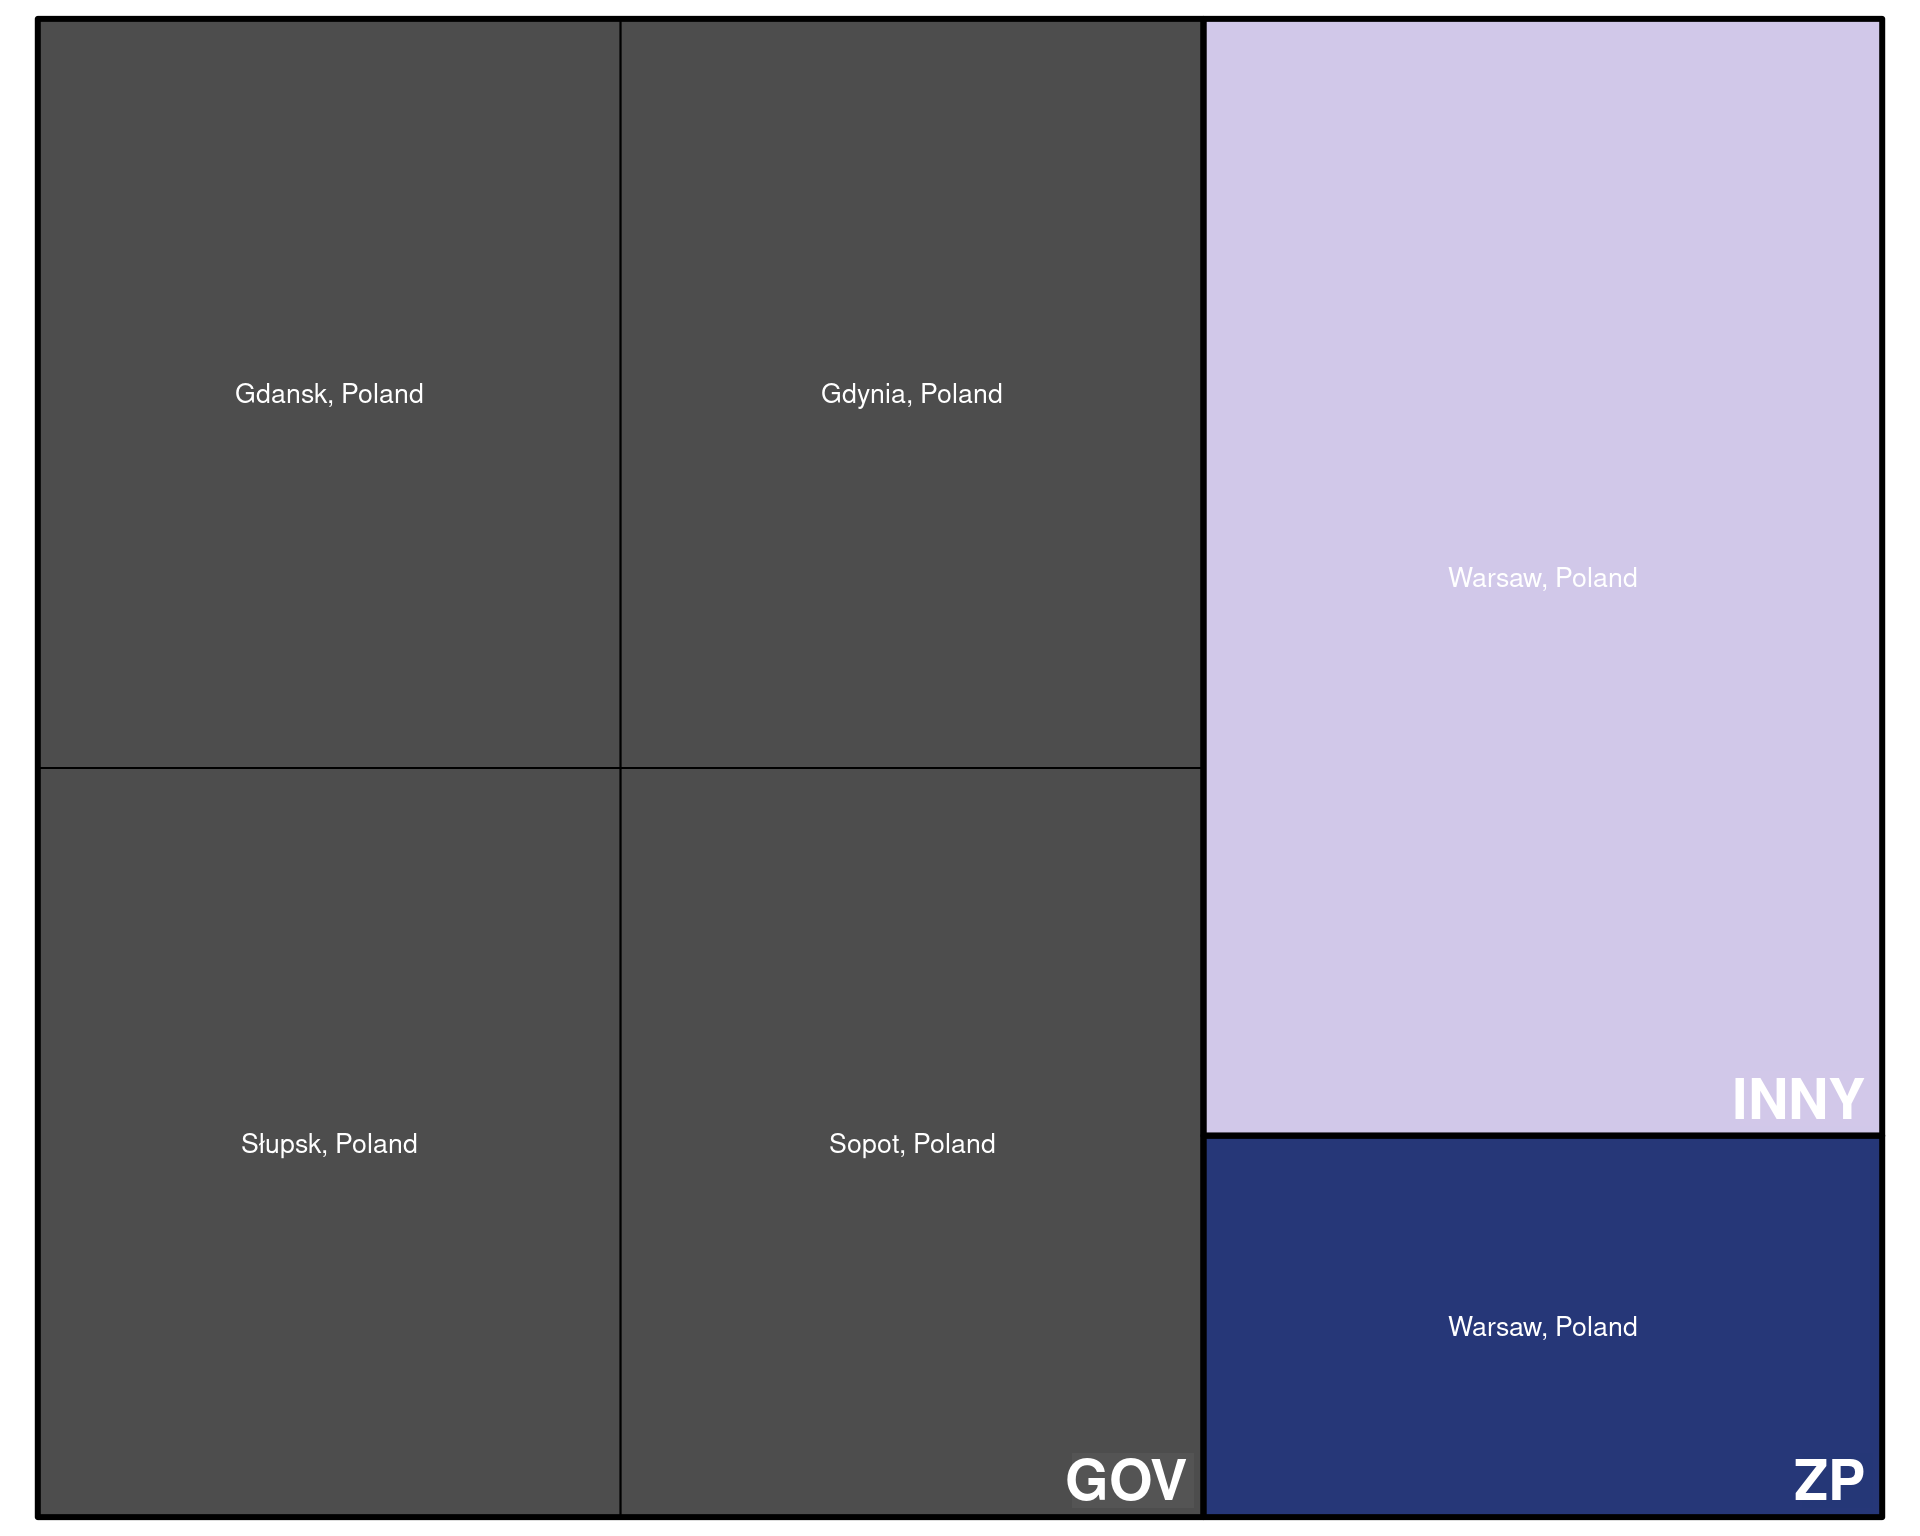 Gdansk, Poland
Gdynia, Poland
Słupsk, Poland
Sopot, Poland
GOV
Warsaw, Poland
INNY
Warsaw, Poland
ZP